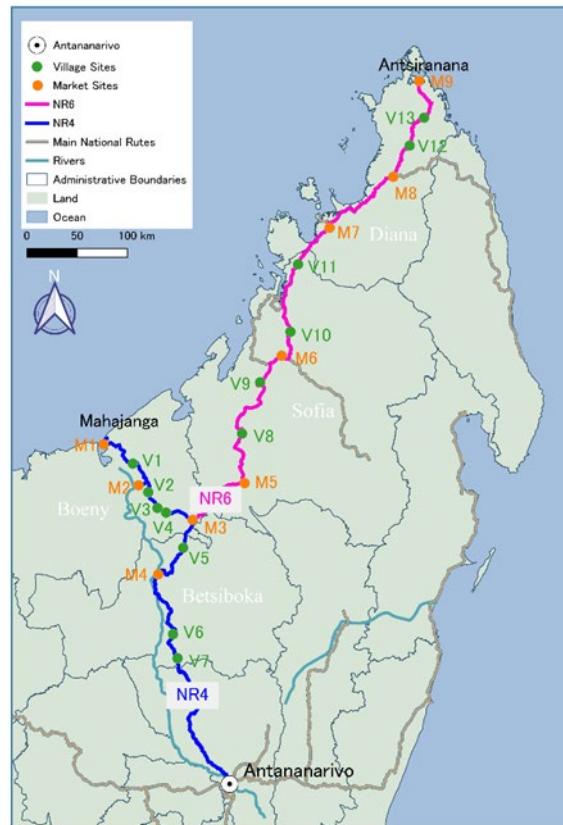 Antananarivo
Village Sites
Market Sites
NR6
NR4
Main National Rutes
Rivers
Administrative Boundaries
Land
Ocean
0 50 100 km
N
Antsiranana
M9
V13
V12
M8
M7
Diana
V11
V10
M6
V9
Sofia
Mahajanga
M1
V8
V1
M2
V2
M5
NR6
Boeny
V3
V4
M3
V5
M4
Betsiboka
V6
V7
NR4
Antananarivo